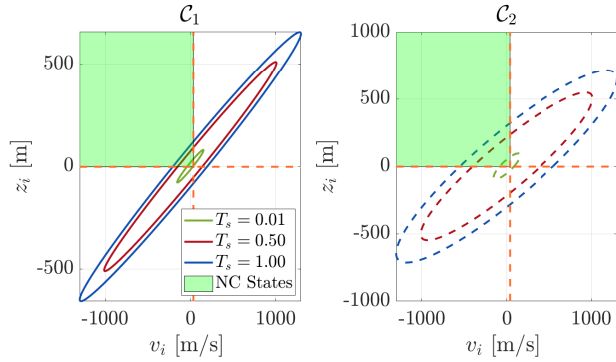 𝒞₁
500
0
-500
-1000
0
1000
zᵢ [m]
vᵢ [m/s]
Tₛ = 0.01
Tₛ = 0.50
Tₛ = 1.00
NC States
𝒞₂
1000
500
0
-500
-1000
-1000
0
1000
zᵢ [m]
vᵢ [m/s]